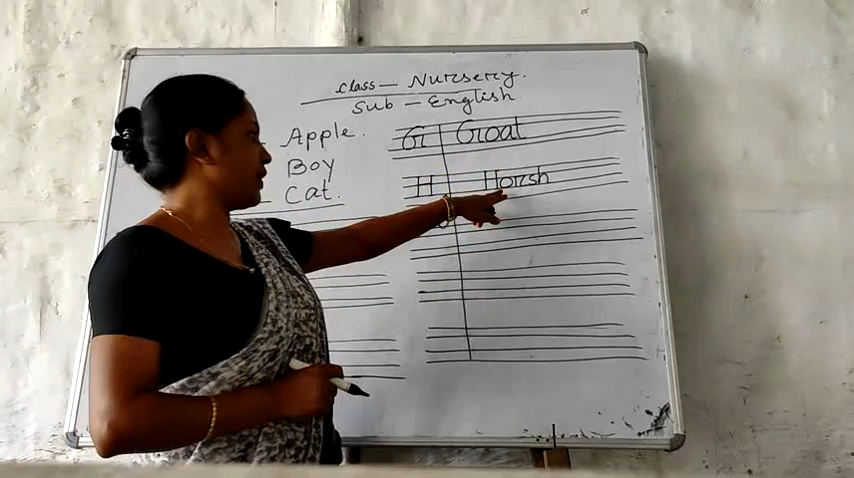 Class — Nursery.
Sub — English
Apple.
Boy
Cat.
G Goat
H Horsh